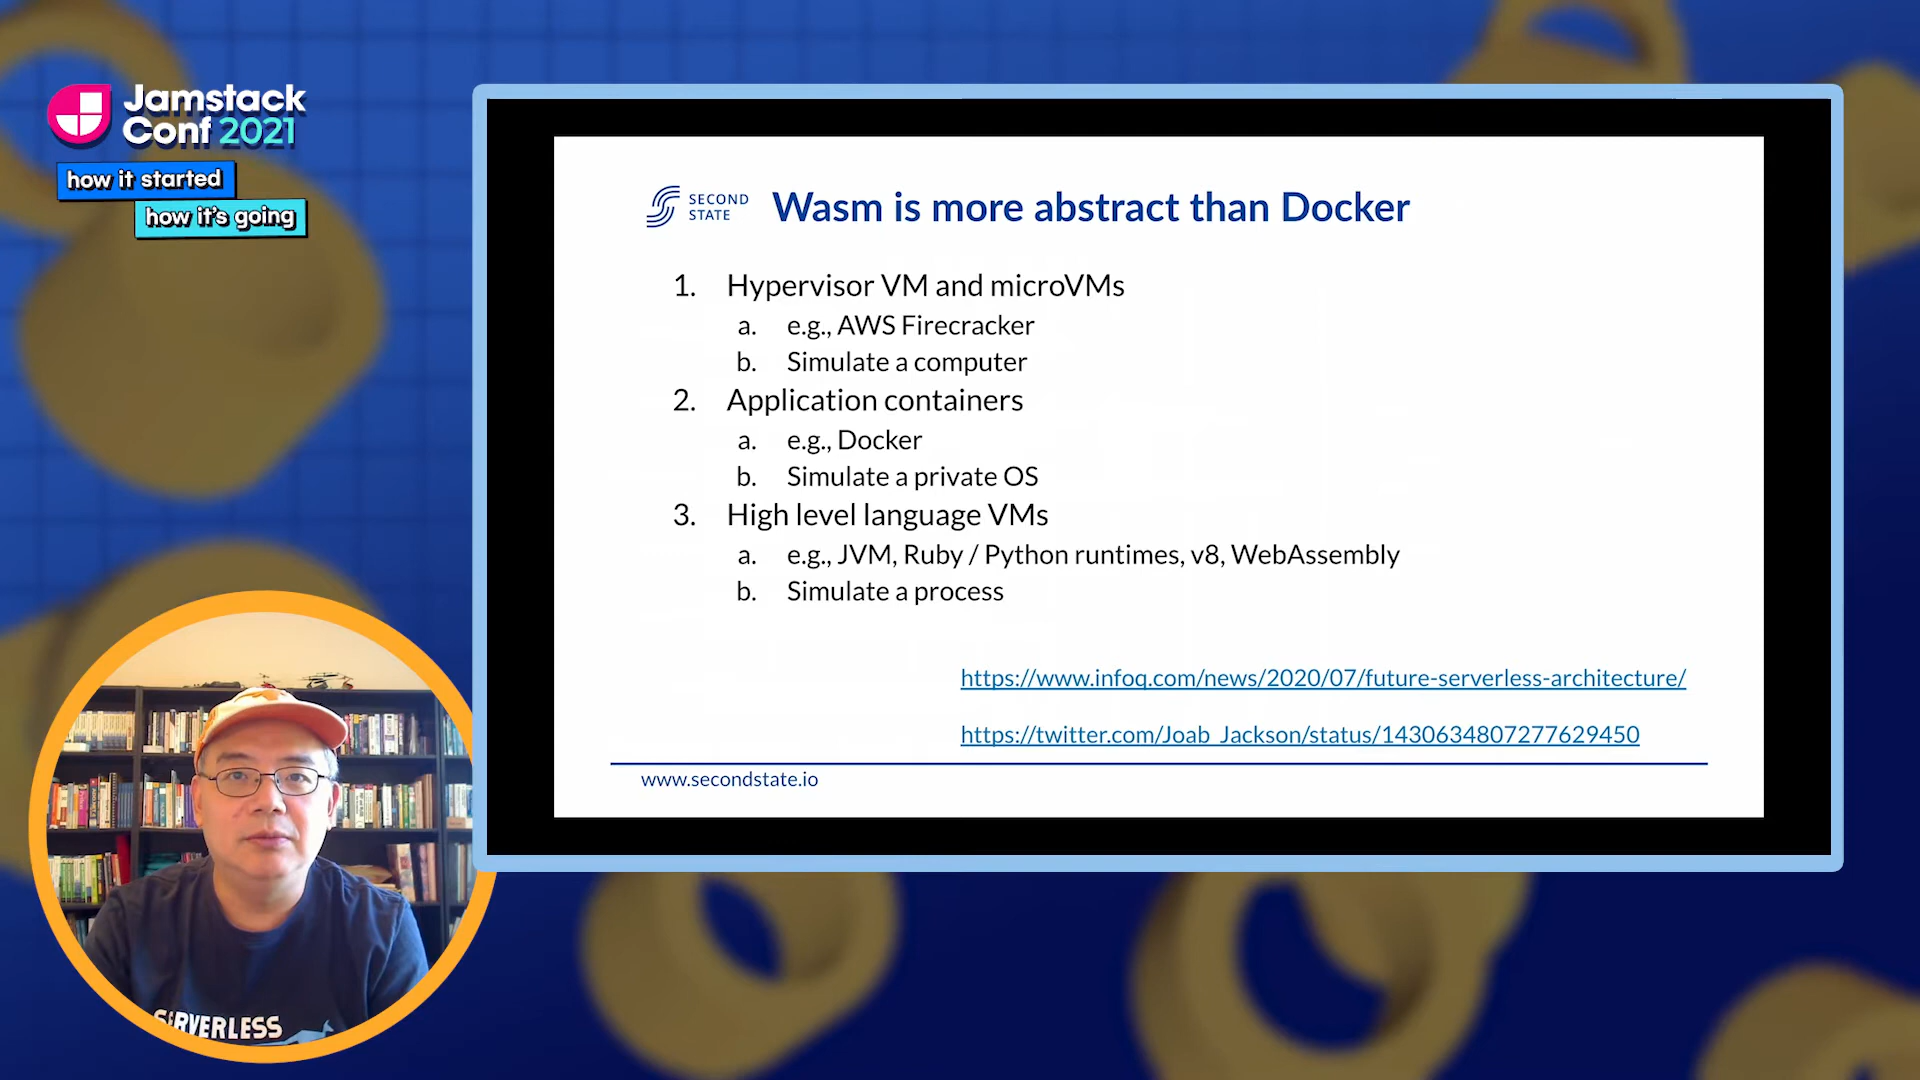 Jamstack
Conf 2021
how it started
how it's going
SECOND
STATE
Wasm is more abstract than Docker
1. Hypervisor VM and microVMs
a. e.g., AWS Firecracker
b. Simulate a computer
2. Application containers
a. e.g., Docker
b. Simulate a private OS
3. High level language VMs
a. e.g., JVM, Ruby / Python runtimes, v8, WebAssembly
b. Simulate a process
https://www.infoq.com/news/2020/07/future-serverless-architecture/
https://twitter.com/Joab_Jackson/status/1430634807277629450
www.secondstate.io
SERVERLESS